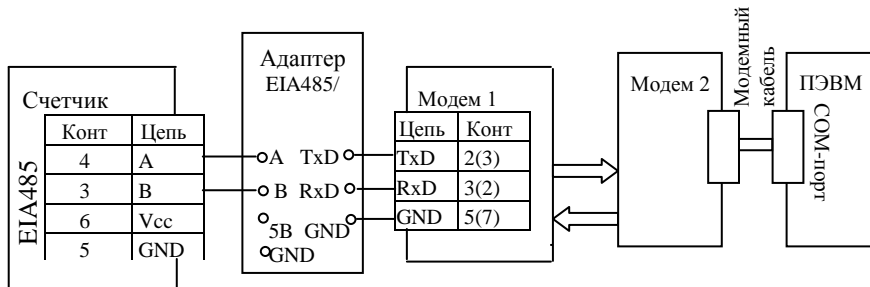 Счетчик
EIA485
Конт Цепь
4 A
3 B
6 Vcc
5 GND
Адаптер
EIA485/
A TxD
B RxD
5В GND
GND
Модем 1
Цепь Конт
TxD 2(3)
RxD 3(2)
GND 5(7)
Модем 2
Модемный
кабель
ПЭВМ
COM-порт